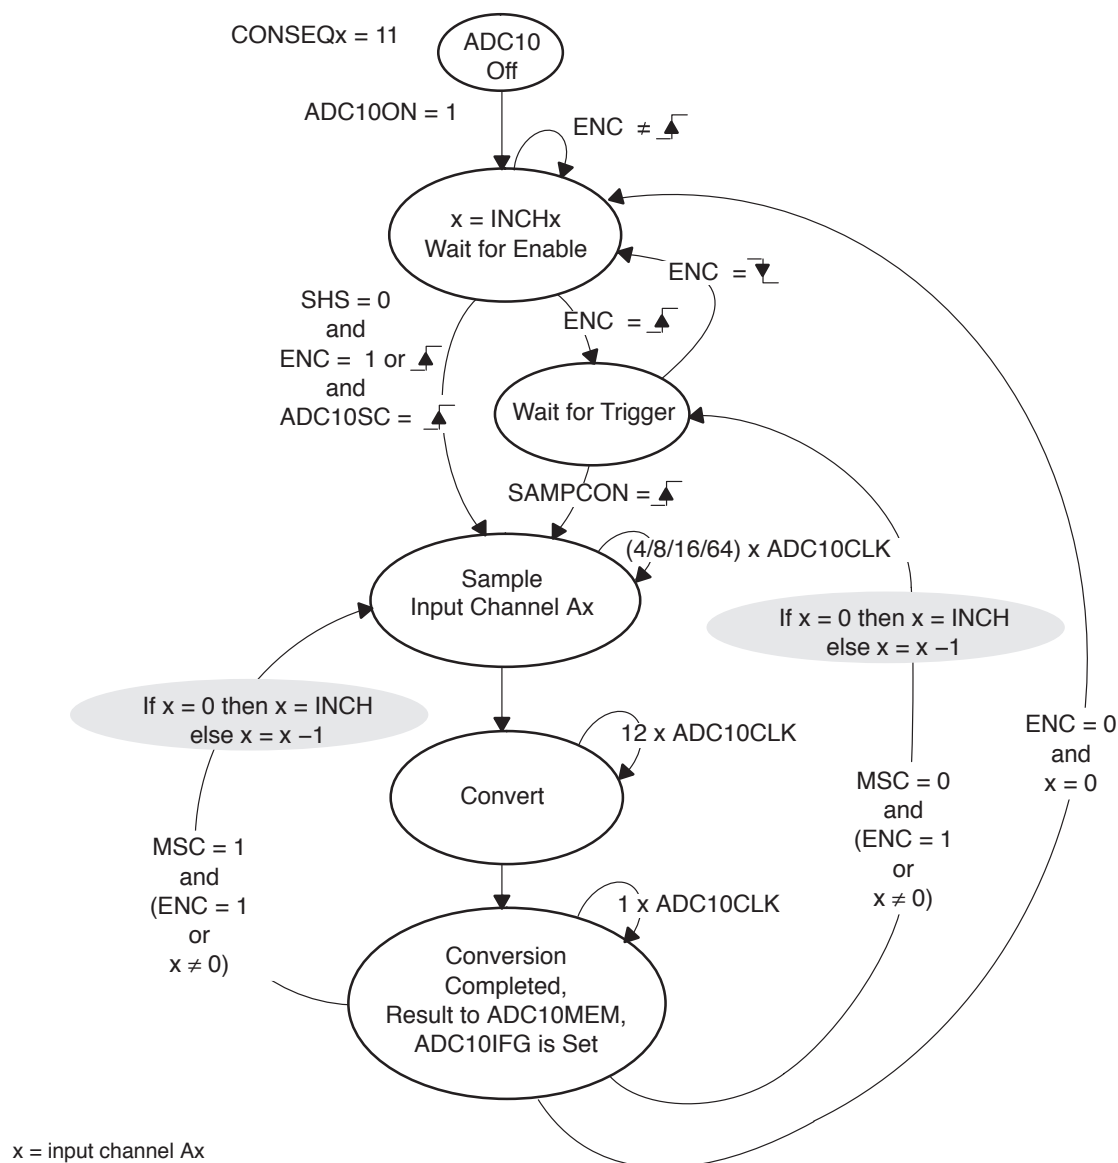 CONSEQx = 11
ADC10
Off
ADC10ON = 1
ENC ≠
x = INCHx
Wait for Enable
ENC =
SHS = 0
and
ENC = 1 or
and
ADC10SC =
ENC =
Wait for Trigger
SAMPCON =
(4/8/16/64) x ADC10CLK
Sample
Input Channel Ax
If x = 0 then x = INCH
else x = x −1
If x = 0 then x = INCH
else x = x −1
12 x ADC10CLK
Convert
ENC = 0
and
x = 0
MSC = 0
and
(ENC = 1
or
x ≠ 0)
MSC = 1
and
(ENC = 1
or
x ≠ 0)
1 x ADC10CLK
Conversion
Completed,
Result to ADC10MEM,
ADC10IFG is Set
x = input channel Ax